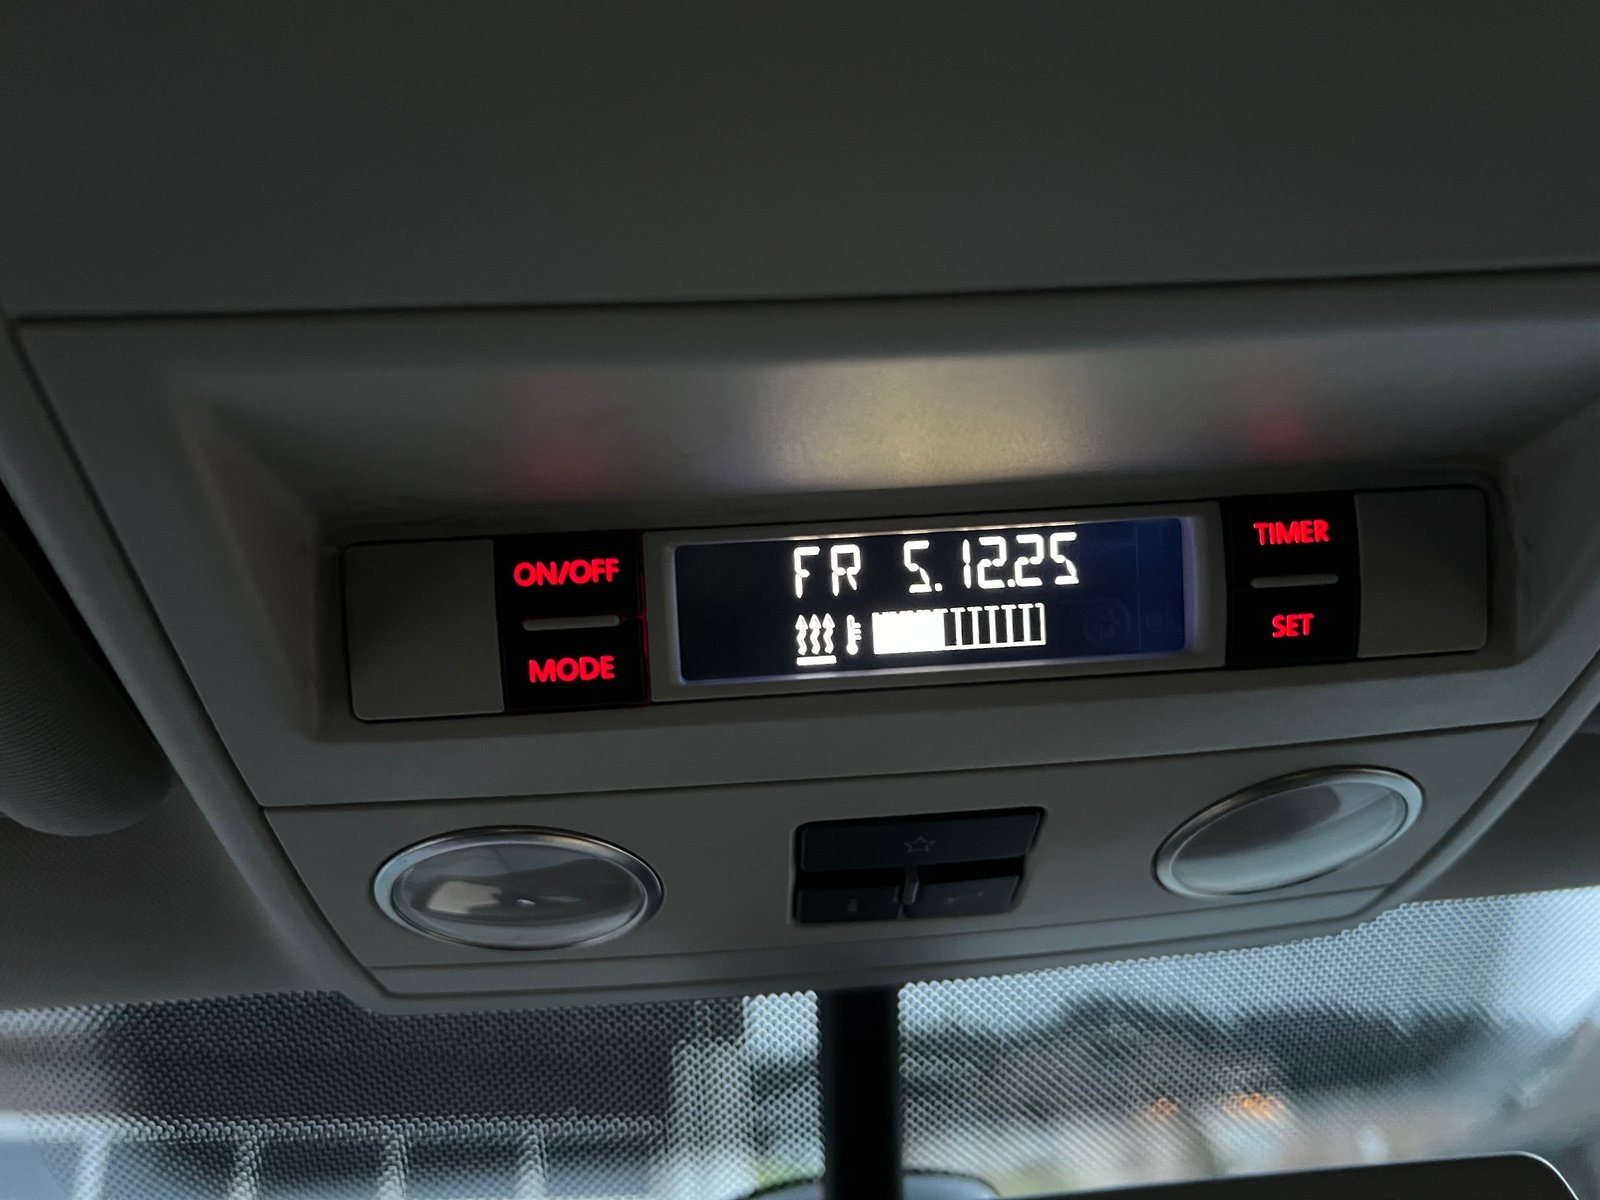 ON/OFF
MODE
FR 5.12.25
TIMER
SET